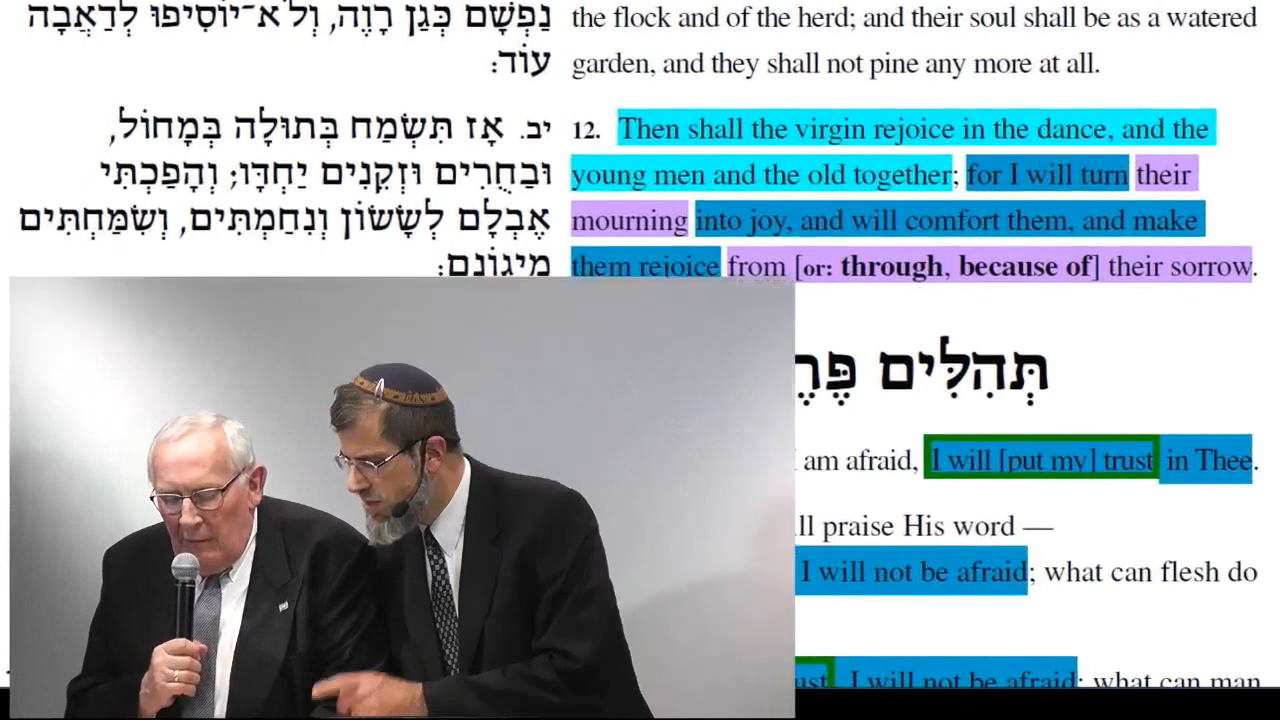 נַפְשָׁם כְּגַן רָוֶה, וְלֹא־יוֹסִיפוּ לְדַאֲבָה
עוֹד:
the flock and of the herd; and their soul shall be as a watered
garden, and they shall not pine any more at all.
יב. אָז תִּשְׂמַח בְּתוּלָה בְּמָחוֹל,
וּבַחֻרִים וּזְקֵנִים יַחְדָּו; וְהָפַכְתִּי
אֶבְלָם לְשָׂשׂוֹן וְנִחַמְתִּים, וְשִׂמַּחְתִּים
מִיגוֹנָם:
12. Then shall the virgin rejoice in the dance, and the
young men and the old together; for I will turn their
mourning into joy, and will comfort them, and make
them rejoice from [or: through, because of] their sorrow.
תְּהִלִּים
am afraid, I will [put my] trust in Thee.
praise His word —
I will not be afraid; what can flesh do
I will not be afraid; what can man